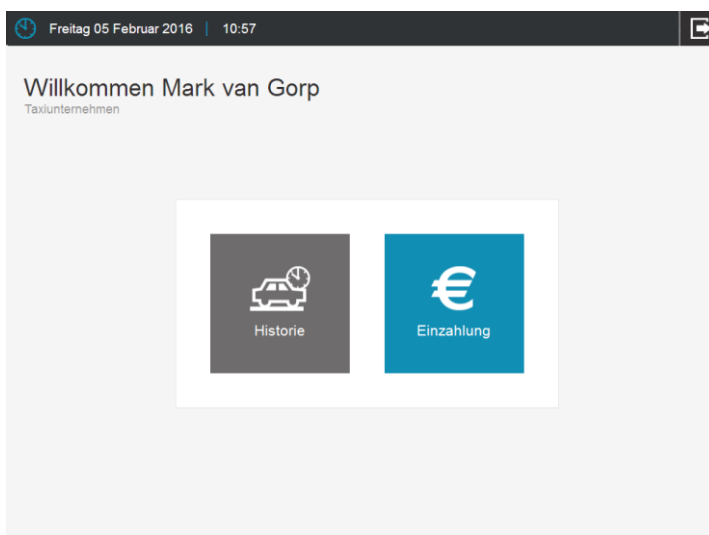 Freitag 05 Februar 2016 | 10:57
Willkommen Mark van Gorp
Taxiunternehmen
Historie
Einzahlung